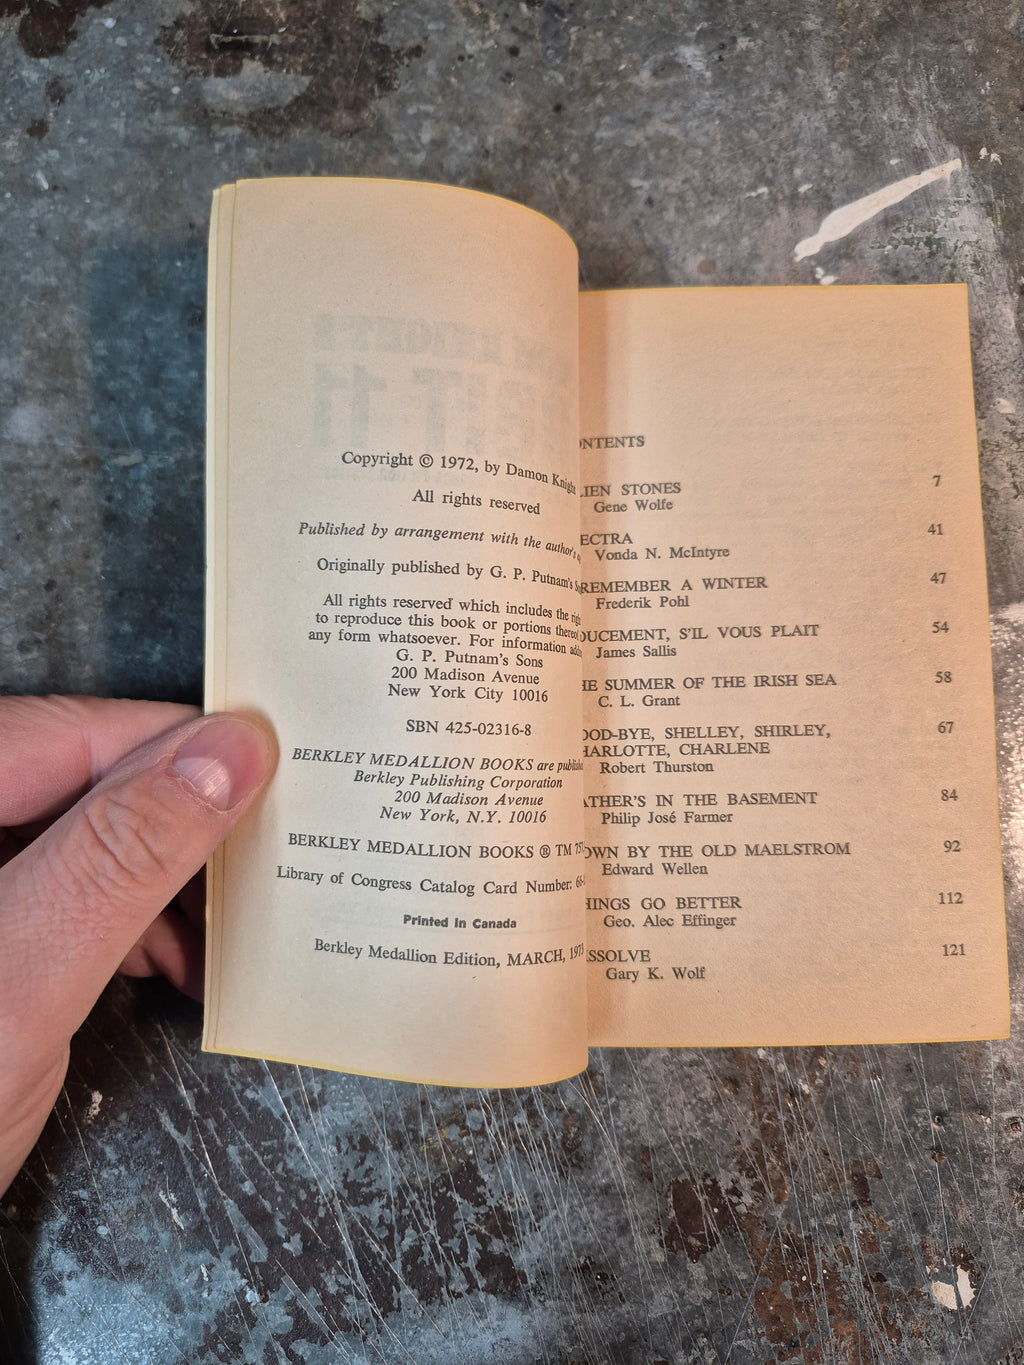 Copyright © 1972, by Damon Knight
All rights reserved
Published by arrangement with the author's
Originally published by G. P. Putnam's
All rights reserved which includes the
to reproduce this book or portions thereof
any form whatsoever. For information
G. P. Putnam's Sons
200 Madison Avenue
New York City 10016
SBN 425-02316-8
BERKLEY MEDALLION BOOKS are
Berkley Publishing Corporation
200 Madison Avenue
New York, N.Y. 10016
BERKLEY MEDALLION BOOKS ® TM
Library of Congress Catalog Card Number:
Printed in Canada
Berkley Medallion Edition, MARCH,
ONTENTS
LIEN STONES 7
Gene Wolfe
ECTRA 41
Vonda N. McIntyre
REMEMBER A WINTER 47
Frederik Pohl
DUCEMENT, S'IL VOUS PLAIT 54
James Sallis
HE SUMMER OF THE IRISH SEA 58
C. L. Grant
OOD-BYE, SHELLEY, SHIRLEY, 67
HARLOTTE, CHARLENE
Robert Thurston
ATHER'S IN THE BASEMENT 84
Philip José Farmer
OWN BY THE OLD MAELSTROM 92
Edward Wellen
HINGS GO BETTER 112
Geo. Alec Effinger
ISSOLVE 121
Gary K. Wolf